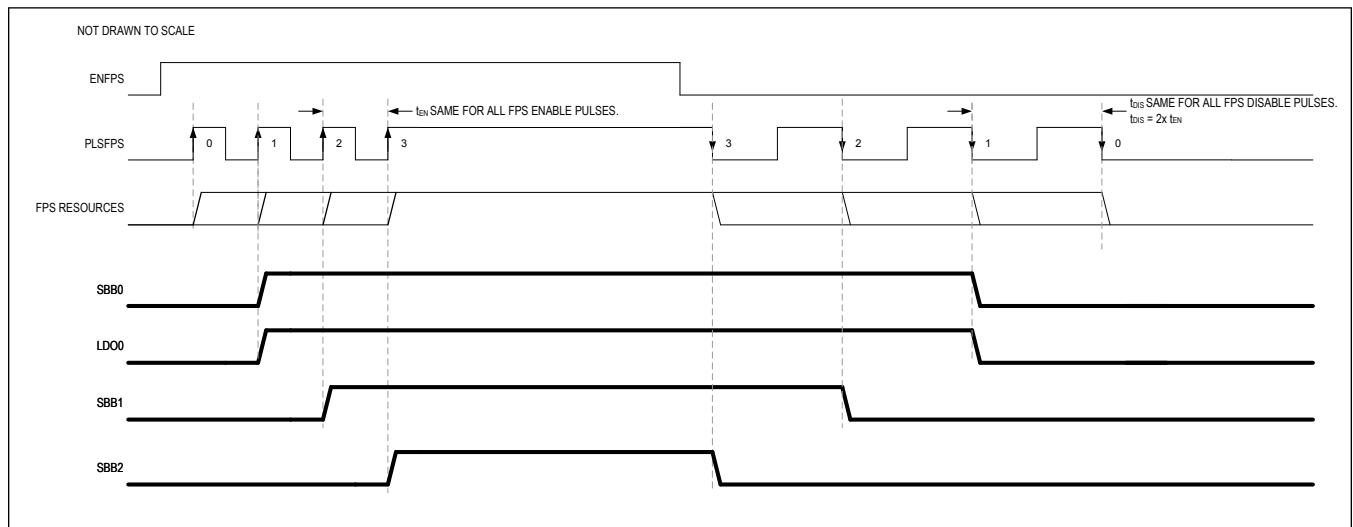 NOT DRAWN TO SCALE
ENFPS
tEN SAME FOR ALL FPS ENABLE PULSES.
tDIS SAME FOR ALL FPS DISABLE PULSES.
tDIS = 2x tEN
PLSFPS
0 1 2 3 3 2 1 0
FPS RESOURCES
SBB0
LDO0
SBB1
SBB2